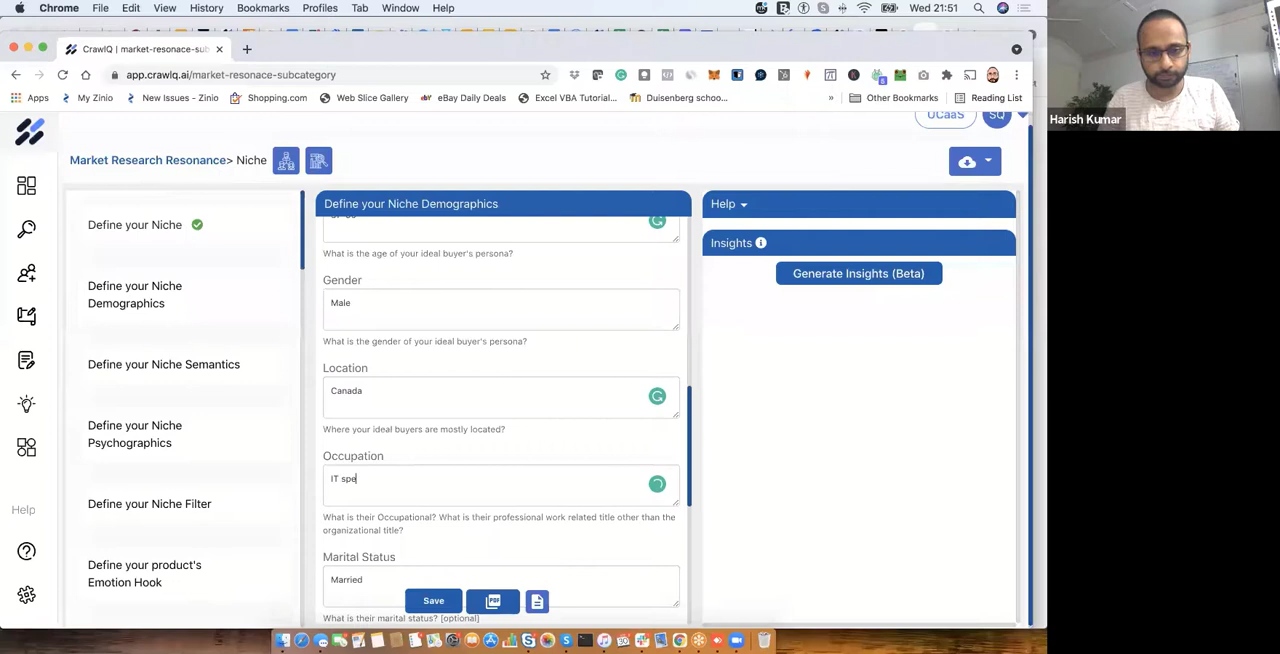 Chrome File Edit View History Bookmarks Profiles Tab Window Help
Wed 21:51
CrawlQ | market-resonace-sub
app.crawlq.ai/market-resonace-subcategory
Apps My Zinio New Issues - Zinio Shopping.com Web Slice Gallery eBay Daily Deals Excel VBA Tutorial... Duisenberg schoo... » Other Bookmarks Reading List
UCaaS SQ
Market Research Resonance> Niche
Define your Niche
Define your Niche
Demographics
Define your Niche Semantics
Define your Niche
Psychographics
Define your Niche Filter
Define your product's
Emotion Hook
Help
Define your Niche Demographics
What is the age of your ideal buyer's persona?
Gender
Male
What is the gender of your ideal buyer's persona?
Location
Canada
Where your ideal buyers are mostly located?
Occupation
IT spe
What is their Occupational? What is their professional work related title other than the
organizational title?
Marital Status
Married
Save PDF
What is their marital status? [optional]
Help
Insights
Generate Insights (Beta)
Harish Kumar